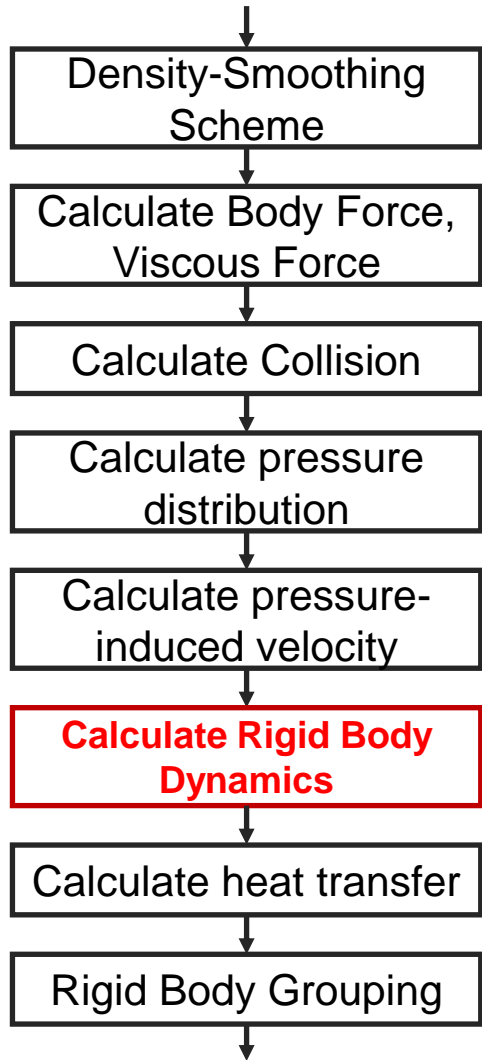 Density-Smoothing
Scheme
Calculate Body Force,
Viscous Force
Calculate Collision
Calculate pressure
distribution
Calculate pressure-
induced velocity
Calculate Rigid Body
Dynamics
Calculate heat transfer
Rigid Body Grouping